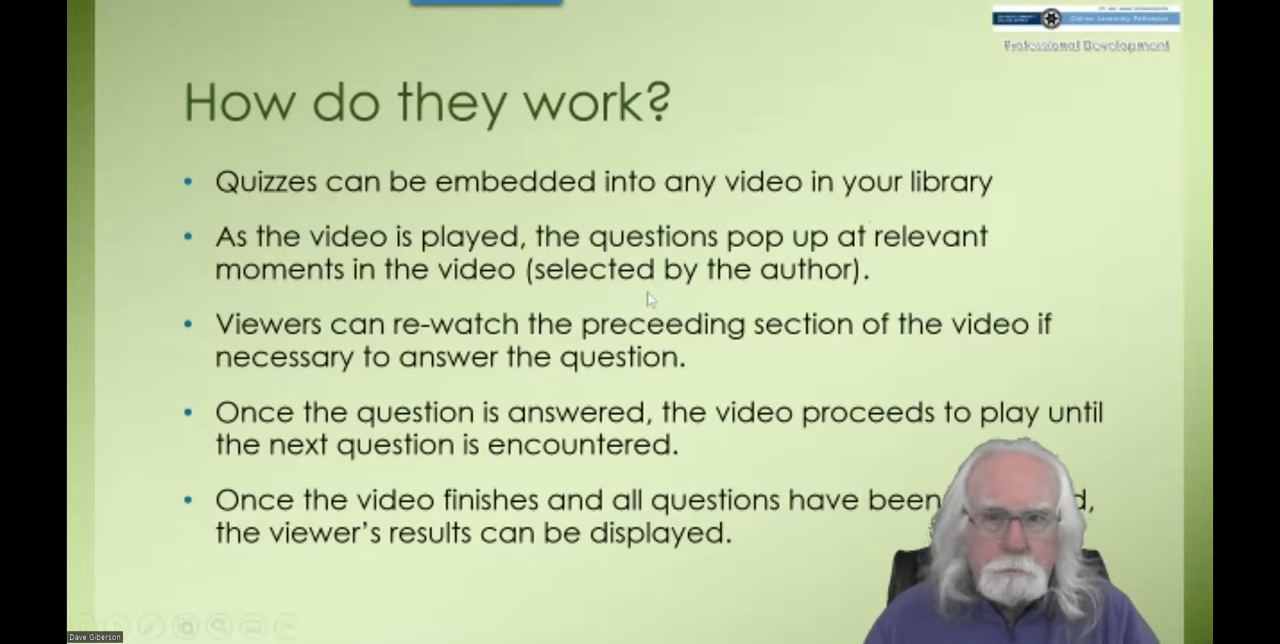 Online Learning Pathways
Professional Development
How do they work?
• Quizzes can be embedded into any video in your library
• As the video is played, the questions pop up at relevant
moments in the video (selected by the author).
• Viewers can re-watch the preceeding section of the video if
necessary to answer the question.
• Once the question is answered, the video proceeds to play until
the next question is encountered.
• Once the video finishes and all questions have been
the viewer’s results can be displayed.
Dave Giberson